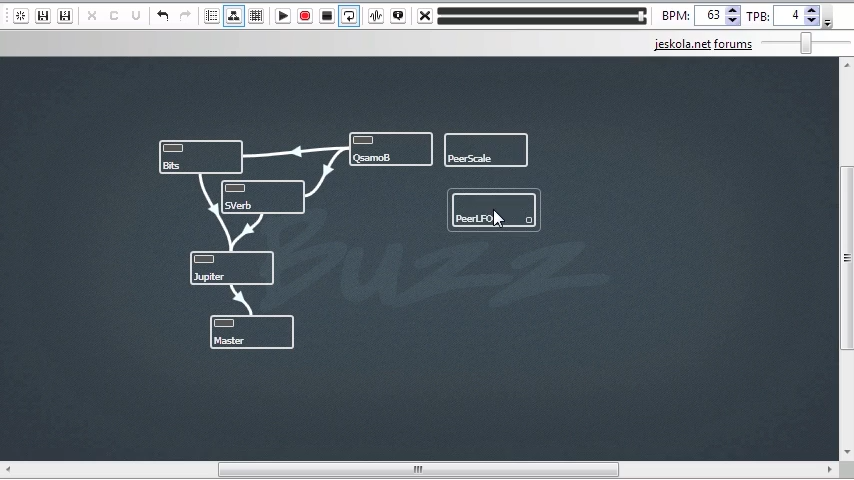 X C U
BPM: 63 TPB: 4
jeskola.net forums
QsamoB
PeerScale
Bits
SVerb
PeerLFO
Jupiter
Master
Buzz